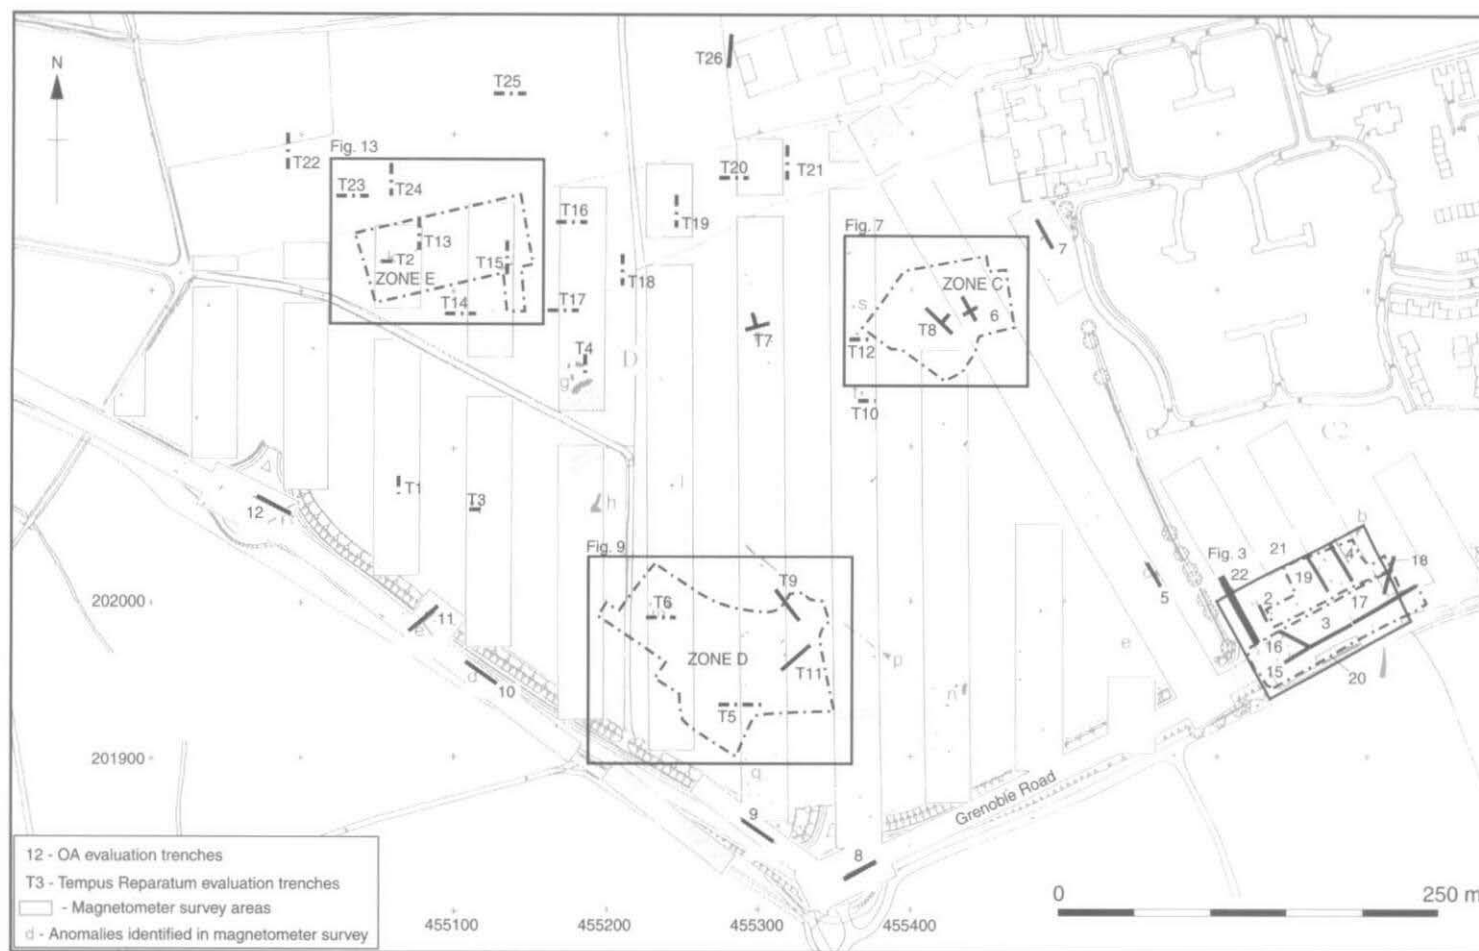 T26
N
T25
Fig. 13
T22
T20
T21
T23
T24
T16
T19
Fig. 7
7
T13
T2
T15
ZONE E
T18
ZONE C
s
T14
T17
T8
6
T7
T12
T4
D
g
T10
C2
T1
T3
h
i
12
f
b
Fig. 9
Fig. 3
21
4
18
22
T9
19
5
202000
T6
2
17
11
3
e
16
e
ZONE D
p
T11
15
d
10
n
20
T5
201900
q
Grenoble Road
9
8
12 - OA evaluation trenches
T3 - Tempus Reparatum evaluation trenches
- Magnetometer survey areas
d - Anomalies identified in magnetometer survey
455100
455200
455300
455400
0
250 m